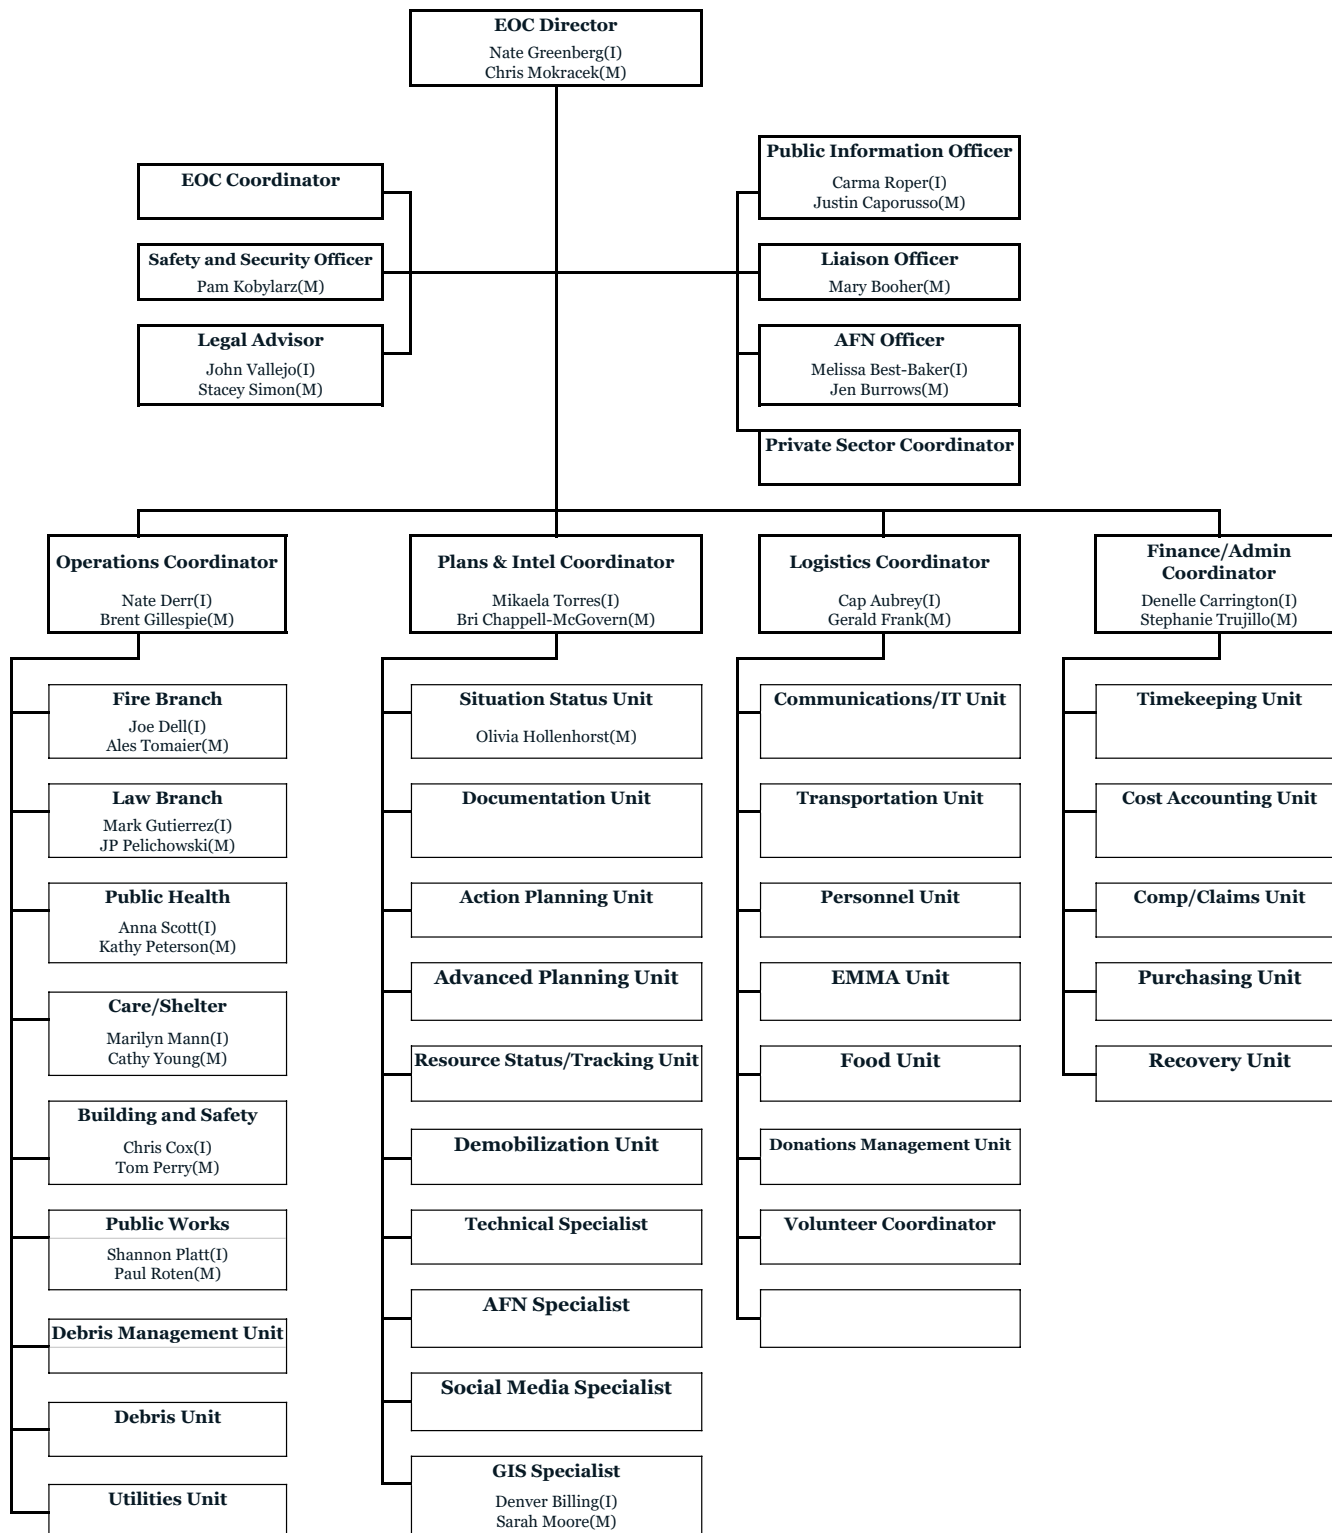 EOC Director
Nate Greenberg(I)
Chris Mokracek(M)
EOC Coordinator
Safety and Security Officer
Pam Kobylarz(M)
Legal Advisor
John Vallejo(I)
Stacey Simon(M)
Public Information Officer
Carma Roper(I)
Justin Caporusso(M)
Liaison Officer
Mary Booher(M)
AFN Officer
Melissa Best-Baker(I)
Jen Burrows(M)
Private Sector Coordinator
Operations Coordinator
Nate Derr(I)
Brent Gillespie(M)
Fire Branch
Joe Dell(I)
Ales Tomaier(M)
Law Branch
Mark Gutierrez(I)
JP Pelichowski(M)
Public Health
Anna Scott(I)
Kathy Peterson(M)
Care/Shelter
Marilyn Mann(I)
Cathy Young(M)
Building and Safety
Chris Cox(I)
Tom Perry(M)
Public Works
Shannon Platt(I)
Paul Roten(M)
Debris Management Unit
Debris Unit
Utilities Unit
Plans & Intel Coordinator
Mikaela Torres(I)
Bri Chappell-McGovern(M)
Situation Status Unit
Olivia Hollenhorst(M)
Documentation Unit
Action Planning Unit
Advanced Planning Unit
Resource Status/Tracking Unit
Demobilization Unit
Technical Specialist
AFN Specialist
Social Media Specialist
GIS Specialist
Denver Billing(I)
Sarah Moore(M)
Logistics Coordinator
Cap Aubrey(I)
Gerald Frank(M)
Communications/IT Unit
Transportation Unit
Personnel Unit
EMMA Unit
Food Unit
Donations Management Unit
Volunteer Coordinator
Finance/Admin
Coordinator
Denelle Carrington(I)
Stephanie Trujillo(M)
Timekeeping Unit
Cost Accounting Unit
Comp/Claims Unit
Purchasing Unit
Recovery Unit